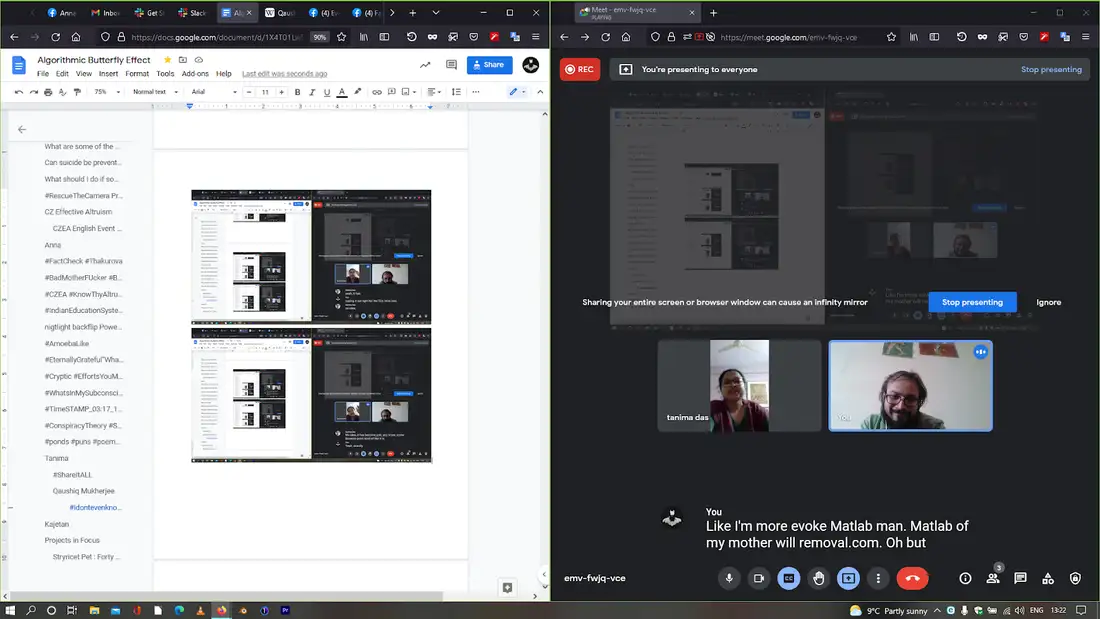 Anna
Inbo
Get S
Slack
Alg
Qaus
(4) Ev
(4) Fa
https://docs.google.com/document/d/1X4T01Lx
90%
Algorithmic Butterfly Effect
File Edit View Insert Format Tools Add-ons Help
Last edit was seconds ago
Share
75%
Normal text
Arial
11
What are some of the ...
Can suicide be prevent...
What should i do if so...
#RescueTheCamera Pr...
CZ Effective Altruism
CZEA English Event ...
Anna
#FactCheck #Thakurova
#BadMotherFUcker #B...
#CZEA #KnowThyAltru...
#IndianEducationSyste...
nigtlight backflip Powe...
#AmoebaLike
#EternallyGrateful"Wha...
#Cryptic #EffortsYouM...
#WhatsInMySubconsci...
#TimeSTAMP_03:17_1...
#ConspiracyTheory #S...
#ponds #puns #poem...
Tanima
#ShareItALL
Qaushiq Mukherjee
#idontevenkno...
Kajetan
Projects in Focus
Stryricet Pet : Forty ...
Meet - emv-fwjq-vce
PLAYING
https://meet.google.com/emv-fwjq-vce
REC
You're presenting to everyone
Stop presenting
Sharing your entire screen or browser window can cause an infinity mirror
Stop presenting
Ignore
tanima das
You
You
Like I'm more evoke Matlab man. Matlab of
my mother will removal.com. Oh but
emv-fwjq-vce
3
9°C Partly sunny
13:22